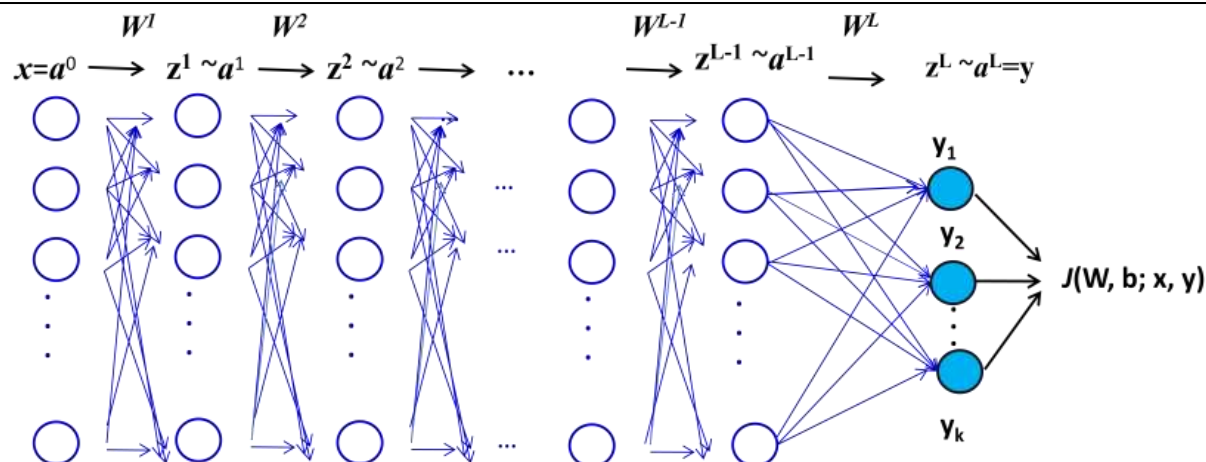 W¹ W² Wᴸ⁻¹ Wᴸ
x=a⁰ z¹ ~a¹ z² ~a² ... zᴸ⁻¹ ~aᴸ⁻¹ zᴸ ~aᴸ=y
...
y₁
...
y₂
...
J(W, b; x, y)
...
yₖ